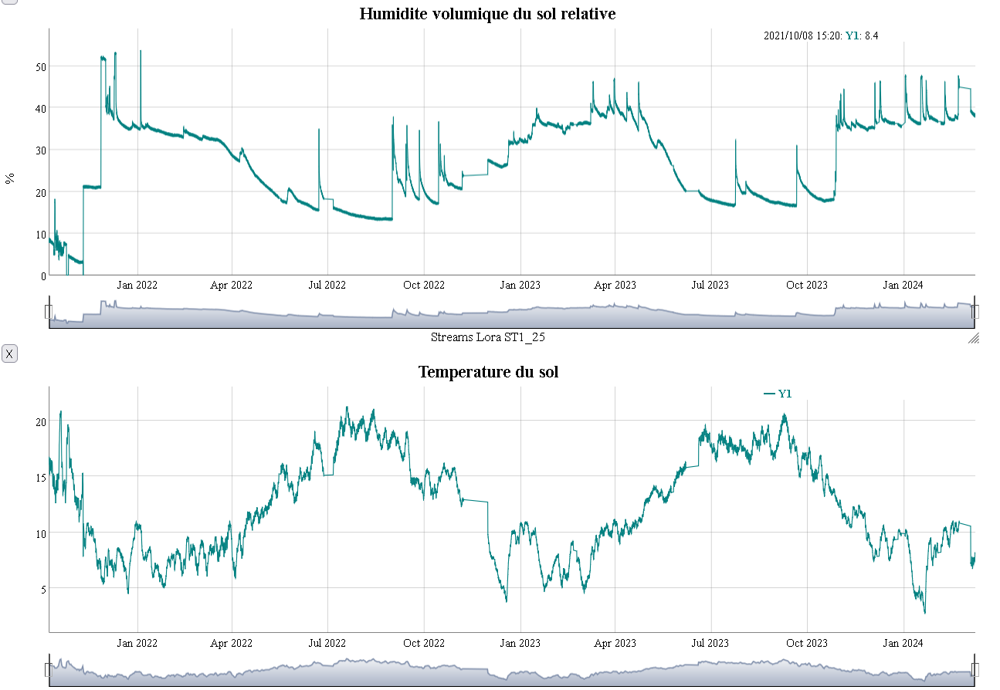 Humidite volumique du sol relative
2021/10/08 15:20: Y1: 8.4
%
50
40
30
20
10
0
Jan 2022 Apr 2022 Jul 2022 Oct 2022 Jan 2023 Apr 2023 Jul 2023 Oct 2023 Jan 2024
Streams Lora ST1_25
X
Temperature du sol
Y1
20
15
10
5
Jan 2022 Apr 2022 Jul 2022 Oct 2022 Jan 2023 Apr 2023 Jul 2023 Oct 2023 Jan 2024